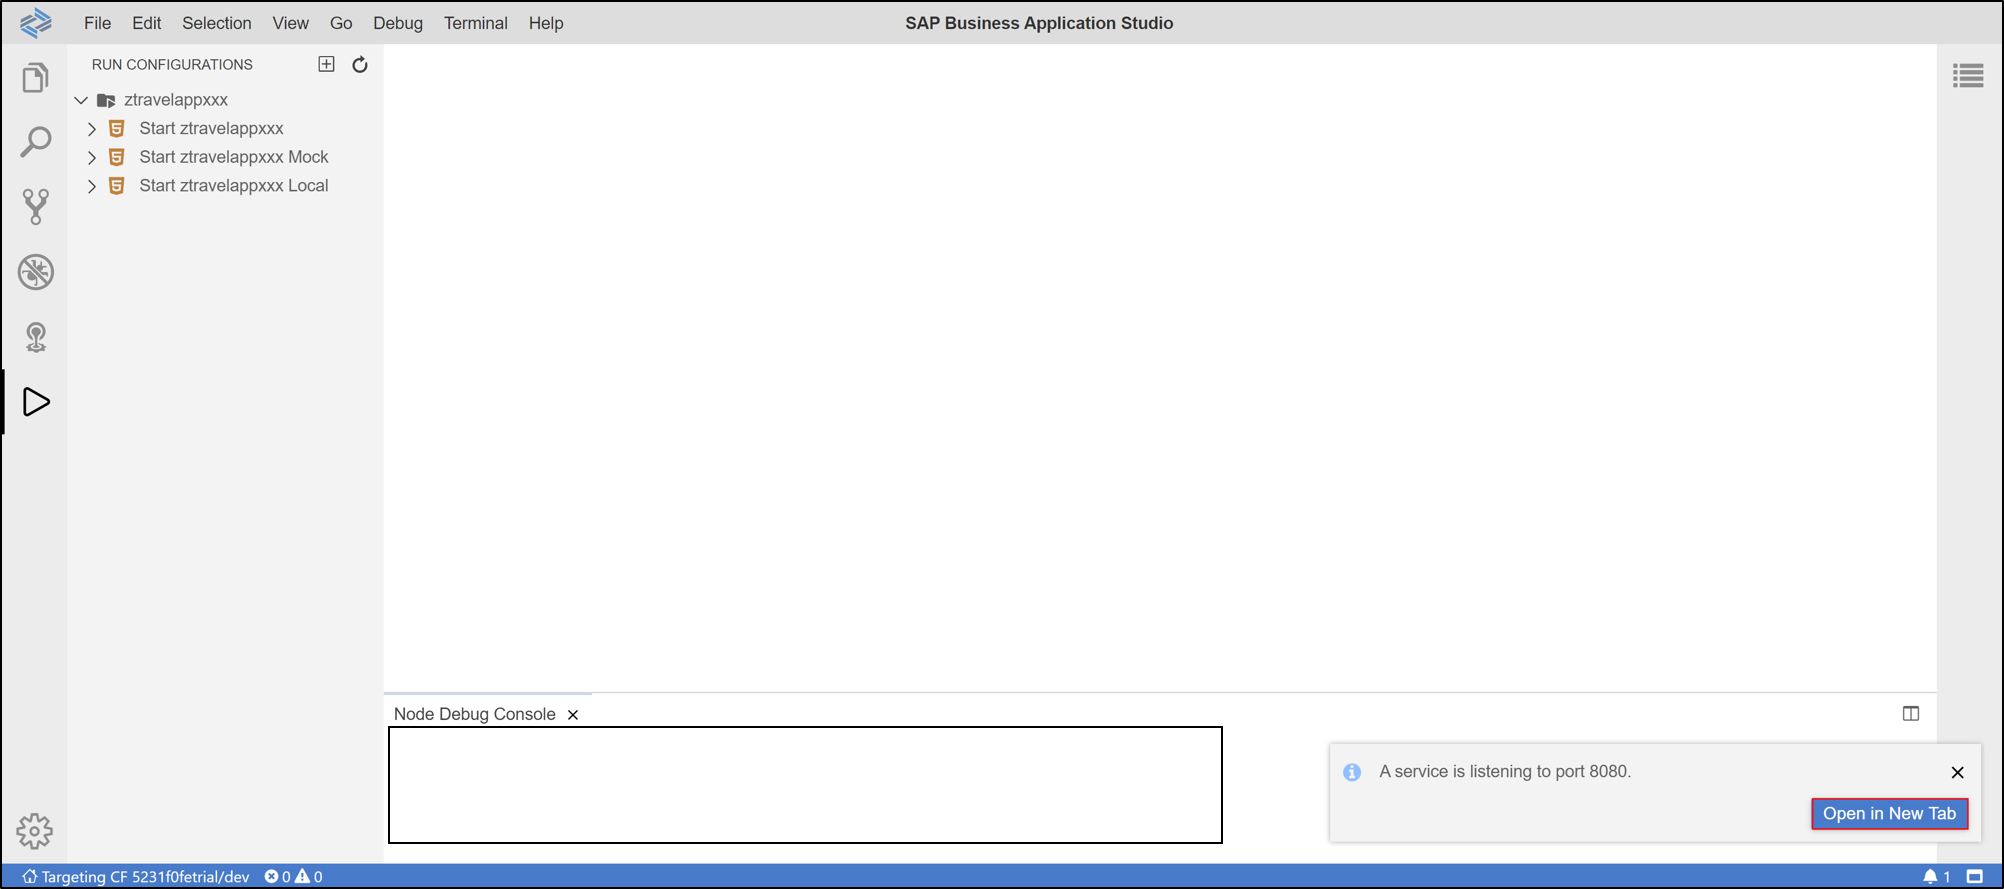 File Edit Selection View Go Debug Terminal Help
SAP Business Application Studio
RUN CONFIGURATIONS
ztravelappxxx
Start ztravelappxxx
Start ztravelappxxx Mock
Start ztravelappxxx Local
Node Debug Console
A service is listening to port 8080.
Open in New Tab
Targeting CF 5231f0fetrial/dev 0 0
1